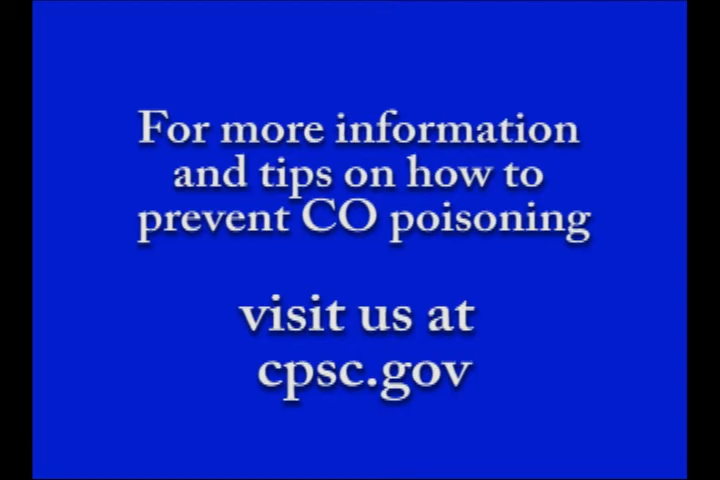 For more information
and tips on how to
prevent CO poisoning
visit us at
cpsc.gov